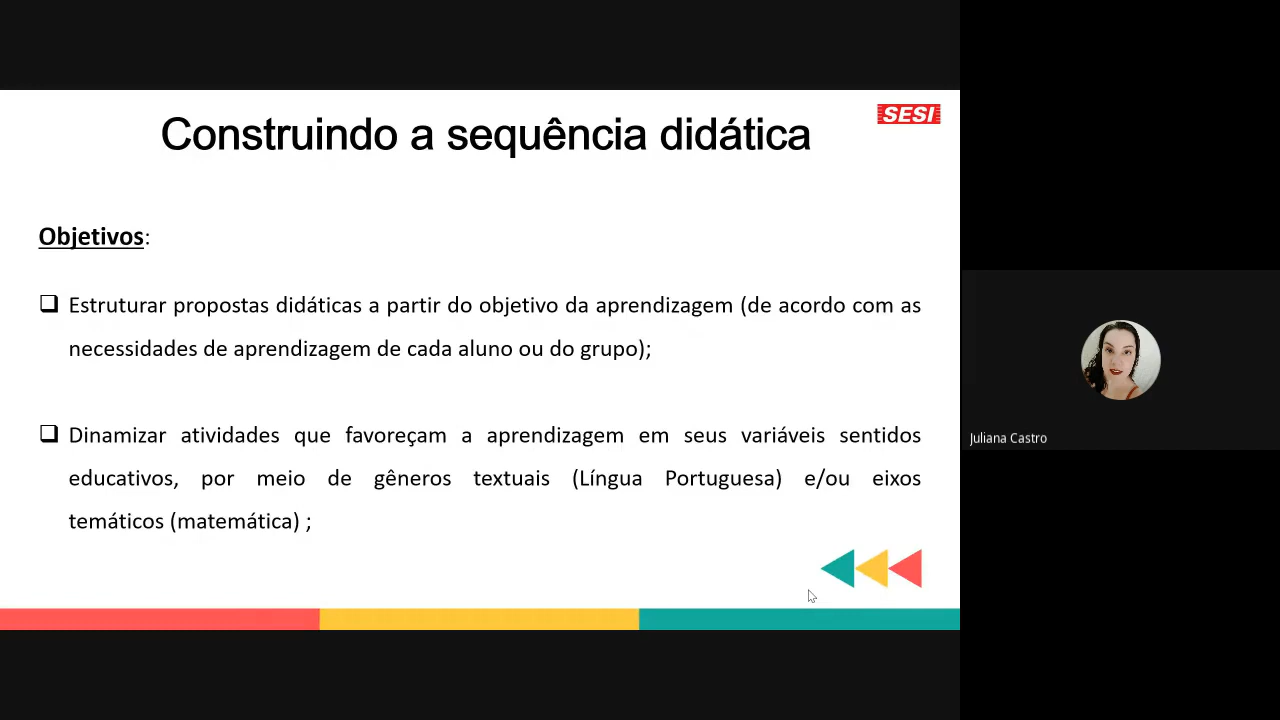 SESI
Construindo a sequência didática
Objetivos:
Estruturar propostas didáticas a partir do objetivo da aprendizagem (de acordo com as
necessidades de aprendizagem de cada aluno ou do grupo);
Dinamizar atividades que favoreçam a aprendizagem em seus variáveis sentidos
educativos, por meio de gêneros textuais (Língua Portuguesa) e/ou eixos
temáticos (matemática) ;
Juliana Castro